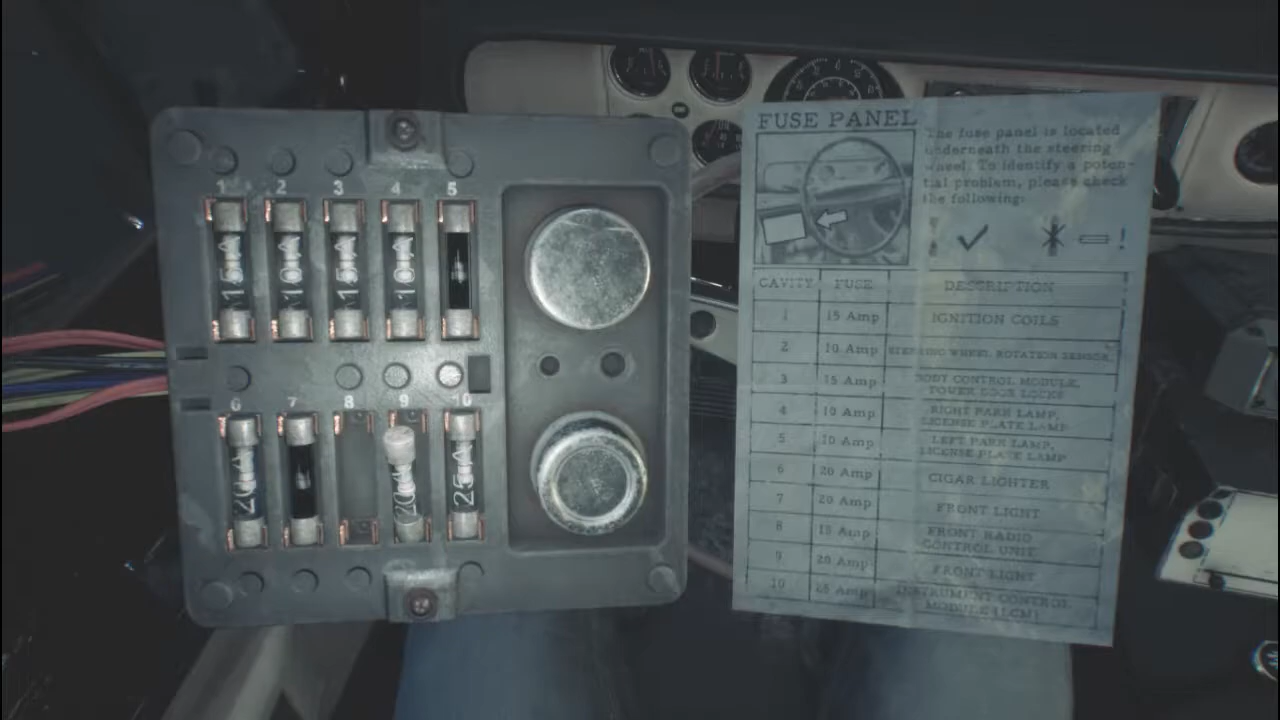 1 2 3 4 5
15A 10A 15A 10A
6 7 8 9 10
20A 20A 25A
FUSE PANEL
The fuse panel is located
underneath the steering
wheel. To identify a poten-
tial problem, please check
the following:
!
CAVITY FUSE DESCRIPTION
1 15 Amp IGNITION COILS
2 10 Amp STEERING WHEEL ROTATION SENSOR,
3 15 Amp BODY CONTROL MODULE,
POWER DOOR LOCKS
4 10 Amp RIGHT PARK LAMP,
LICENSE PLATE LAMP
5 10 Amp LEFT PARK LAMP,
LICENSE PLATE LAMP
6 20 Amp CIGAR LIGHTER
7 20 Amp FRONT LIGHT
8 15 Amp FRONT RADIO
CONTROL UNIT
9 20 Amp FRONT LIGHT
10 25 Amp INSTRUMENT CONTROL
MODULE